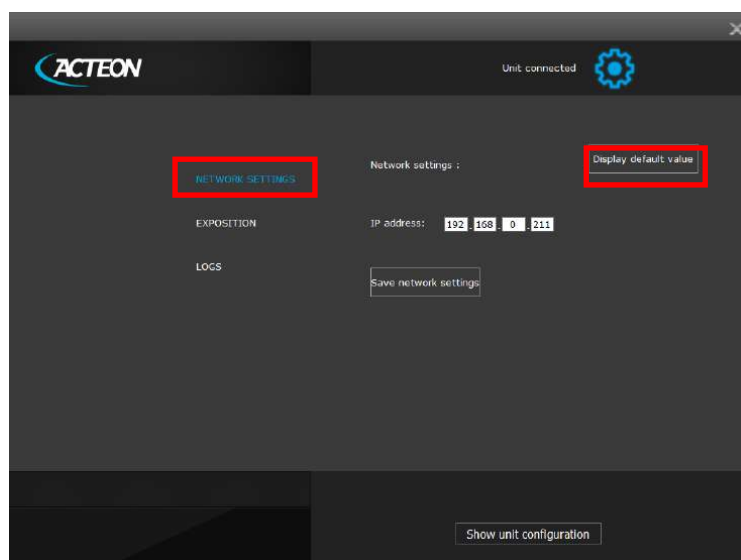 ACTEON
Unit connected
NETWORK SETTINGS
EXPOSITION
LOGS
Network settings :
Display default value
IP address: 192 . 168 . 0 . 211
Save network settings
Show unit configuration